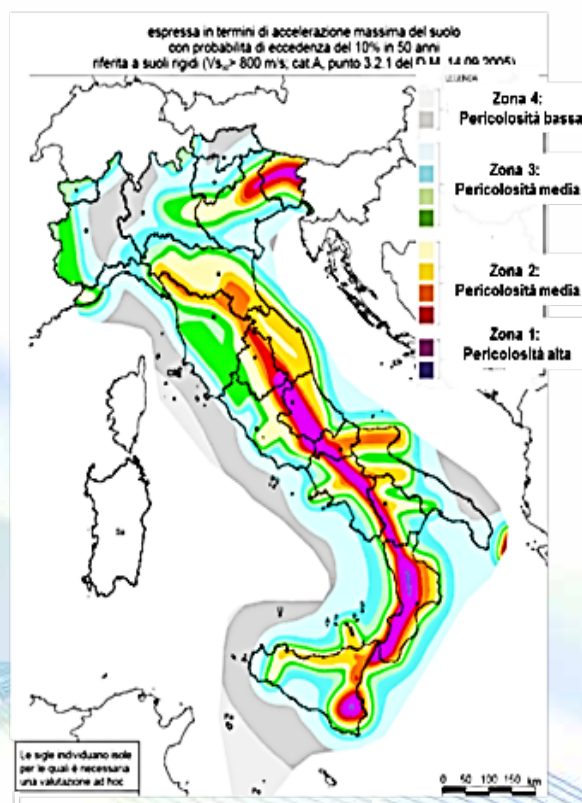 espressa in termini di accelerazione massima del suolo
con probabilità di eccedenza del 10% in 50 anni
riferita a suoli rigidi (Vs₃₀> 800 m/s; cat.A, punto 3.2.1 del D.M. 14.09.2005)
LEGENDA
Zona 4:
Pericolosità bassa
Zona 3:
Pericolosità media
Zona 2:
Pericolosità media
Zona 1:
Pericolosità alta
Le sigle individuano isole
per le quali è necessaria
una valutazione ad hoc
0 50 100 150 km